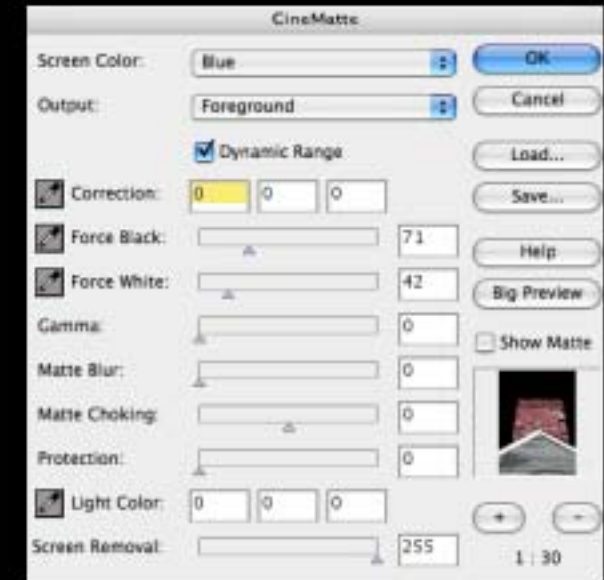 CineMatte
Screen Color: Blue OK
Output: Foreground Cancel
Dynamic Range Load...
Correction: 0 0 0 Save...
Force Black: 71 Help
Force White: 42 Big Preview
Gamma: 0 Show Matte
Matte Blur: 0
Matte Choking: 0
Protection: 0
Light Color: 0 0 0 + -
Screen Removal: 255 1 : 30